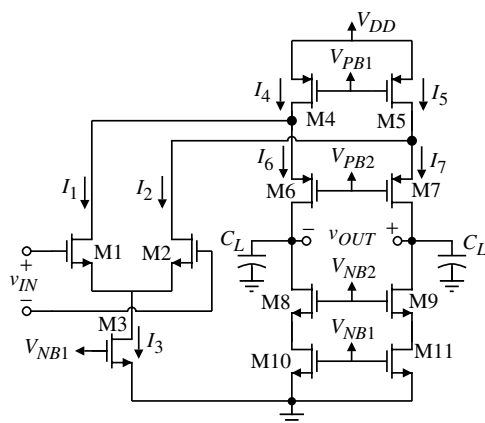 V_DD
V_PB1
I_4
I_5
M4
M5
I_6
I_7
V_PB2
M6
M7
I_1
I_2
M1
M2
+
v_IN
−
C_L
−
v_OUT
+
C_L
V_NB2
M8
M9
M3
V_NB1
I_3
V_NB1
M10
M11